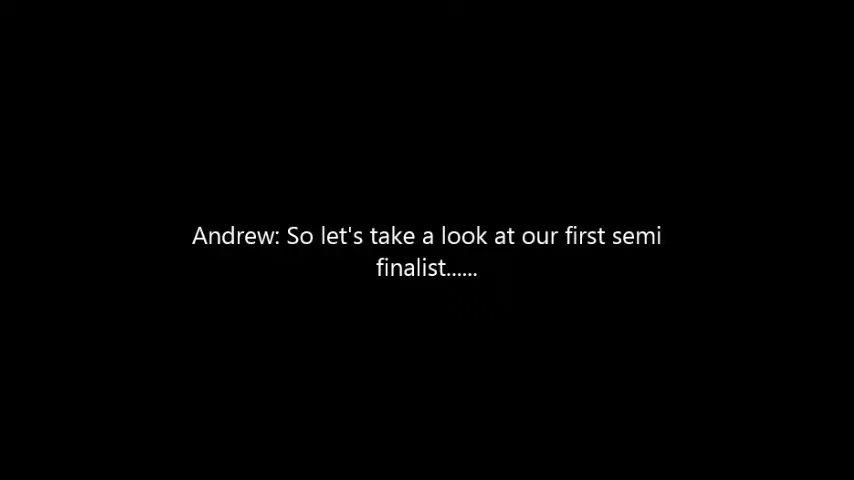 Andrew: So let's take a look at our first semi
finalist......